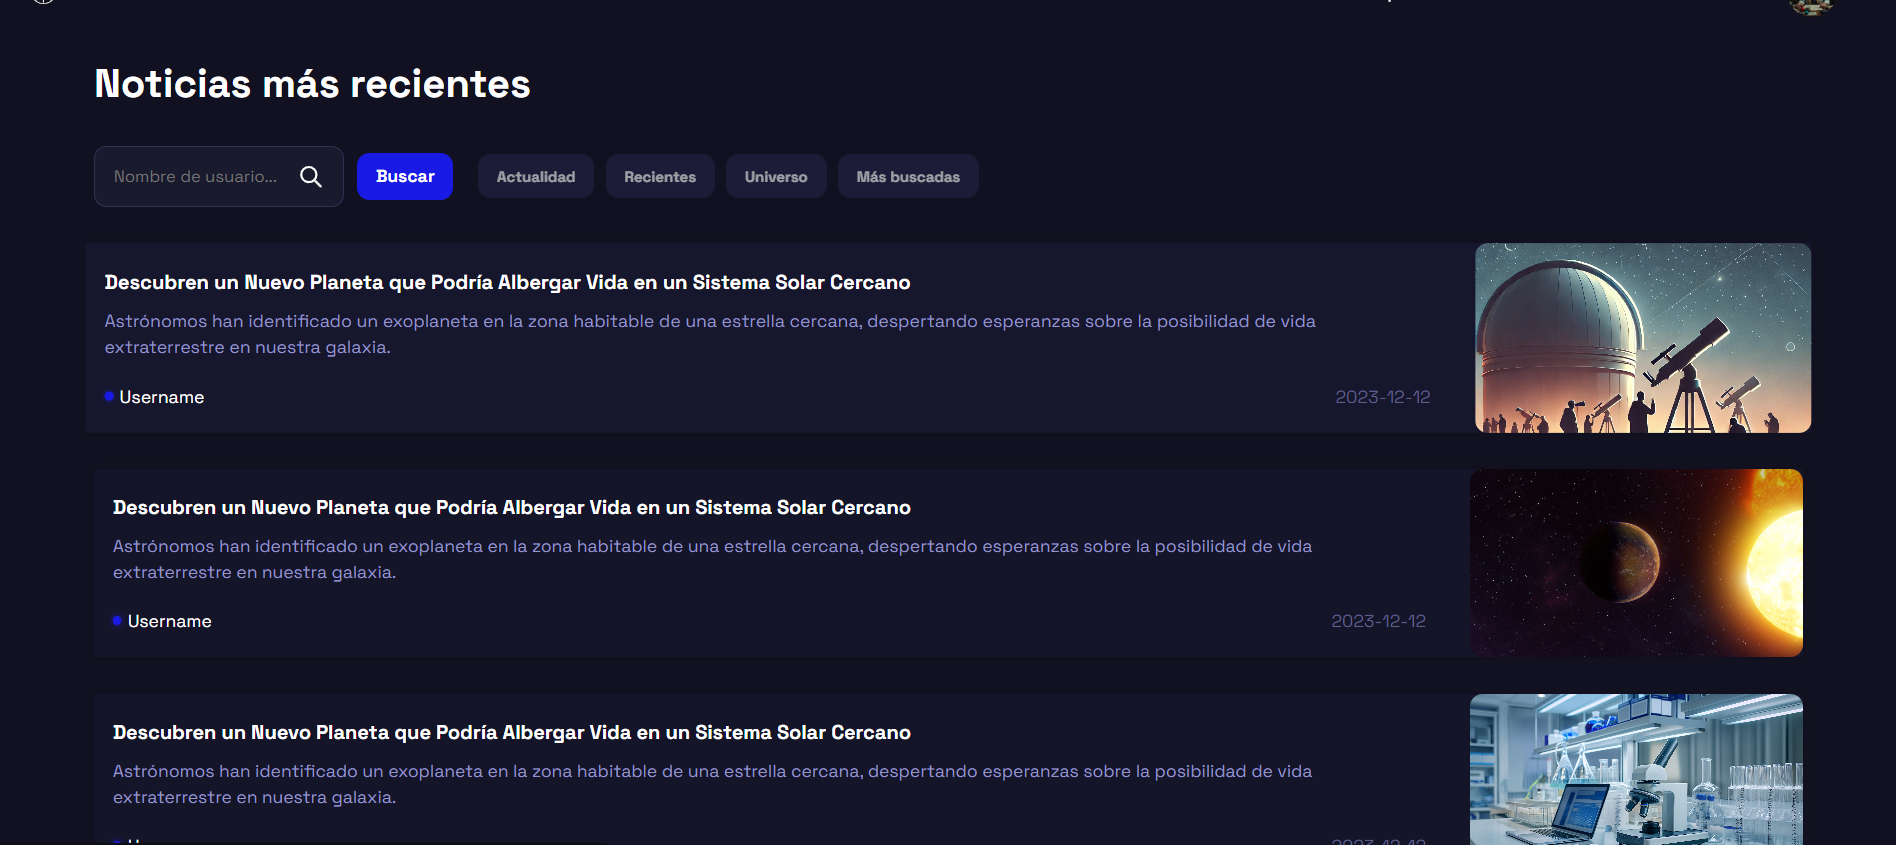 Noticias más recientes
Nombre de usuario...
Buscar
Actualidad
Recientes
Universo
Más buscadas
Descubren un Nuevo Planeta que Podría Albergar Vida en un Sistema Solar Cercano
Astrónomos han identificado un exoplaneta en la zona habitable de una estrella cercana, despertando esperanzas sobre la posibilidad de vida
extraterrestre en nuestra galaxia.
Username
2023-12-12
Descubren un Nuevo Planeta que Podría Albergar Vida en un Sistema Solar Cercano
Astrónomos han identificado un exoplaneta en la zona habitable de una estrella cercana, despertando esperanzas sobre la posibilidad de vida
extraterrestre en nuestra galaxia.
Username
2023-12-12
Descubren un Nuevo Planeta que Podría Albergar Vida en un Sistema Solar Cercano
Astrónomos han identificado un exoplaneta en la zona habitable de una estrella cercana, despertando esperanzas sobre la posibilidad de vida
extraterrestre en nuestra galaxia.